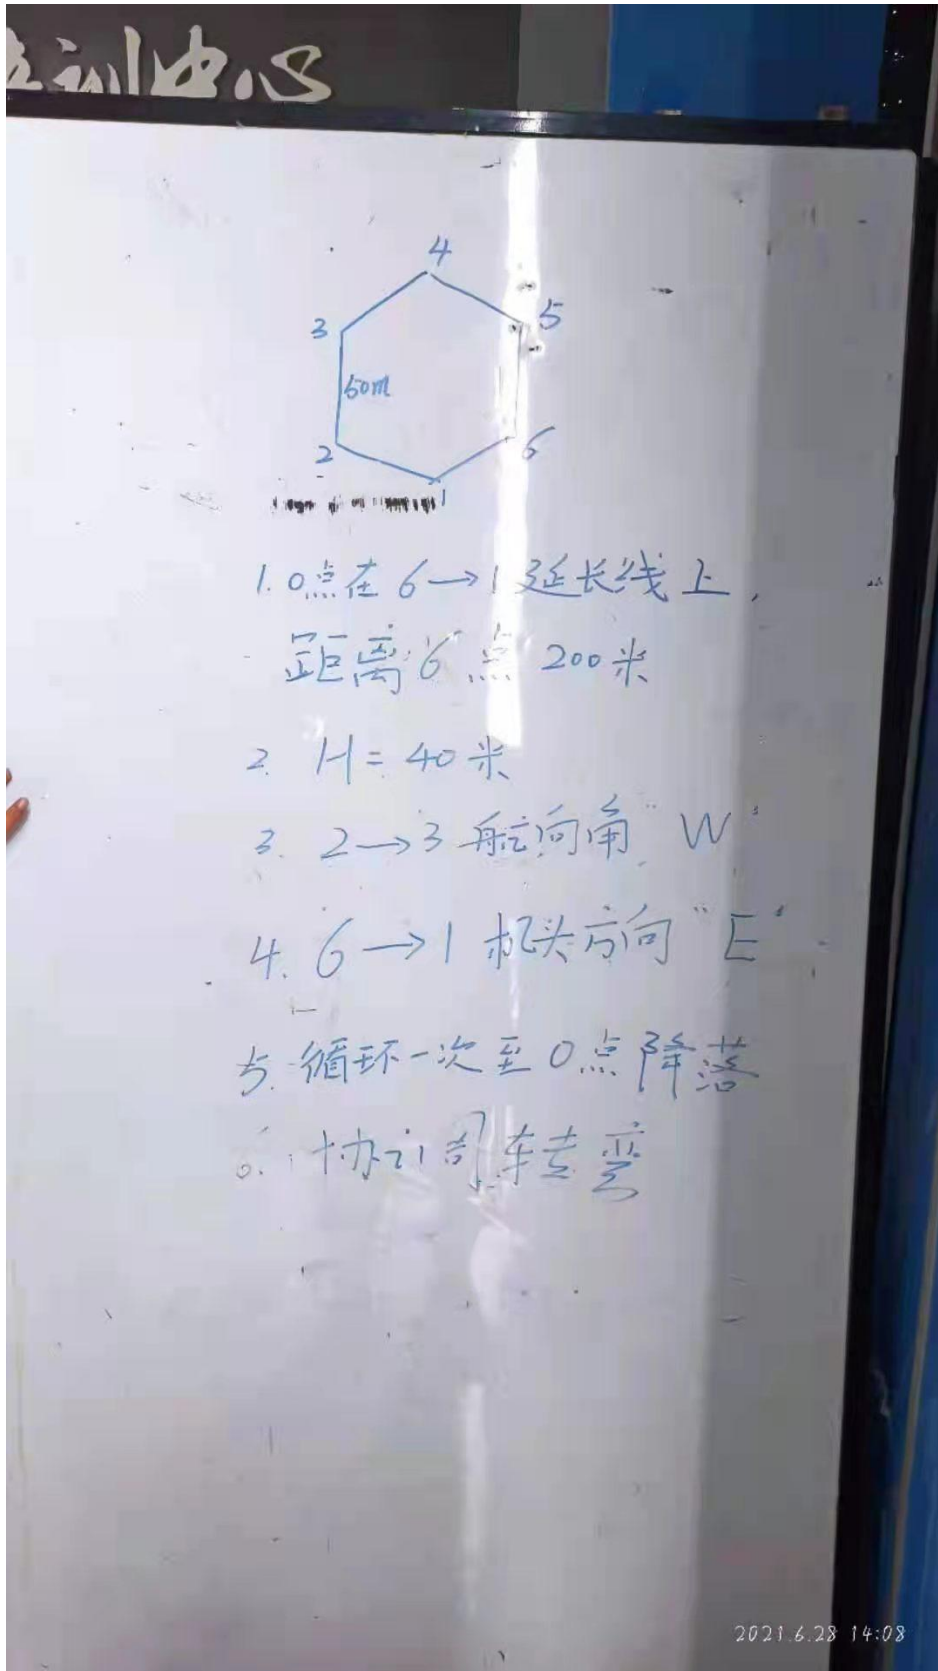 培训中心
4
3
5
50m
2
6
1
1. 0点在 6→1延长线上,
距离6点 200米
2. H= 40米
3. 2→3 航向角 "W"
4. 6→1 机头方向 "E"
5. 循环一次至0点降落
6. 协调转弯
2021.6.28 14:08